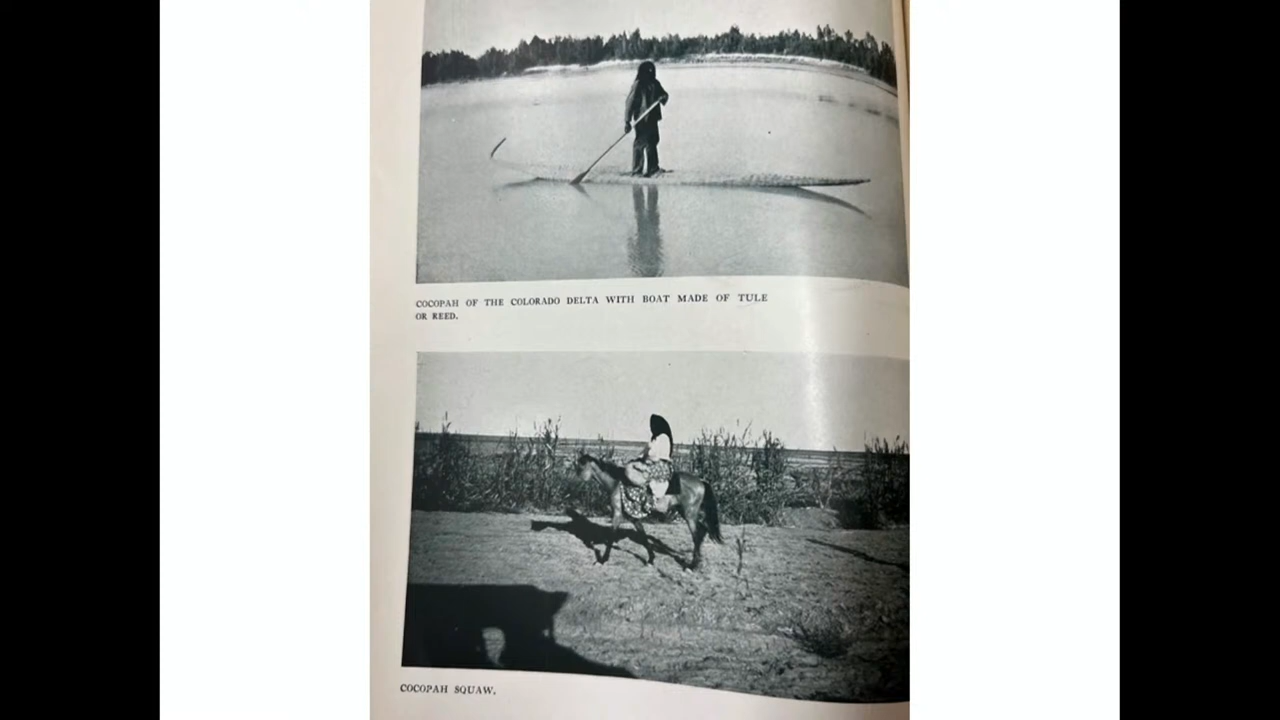 COCOPAH OF THE COLORADO DELTA WITH BOAT MADE OF TULE
OR REED.
COCOPAH SQUAW.